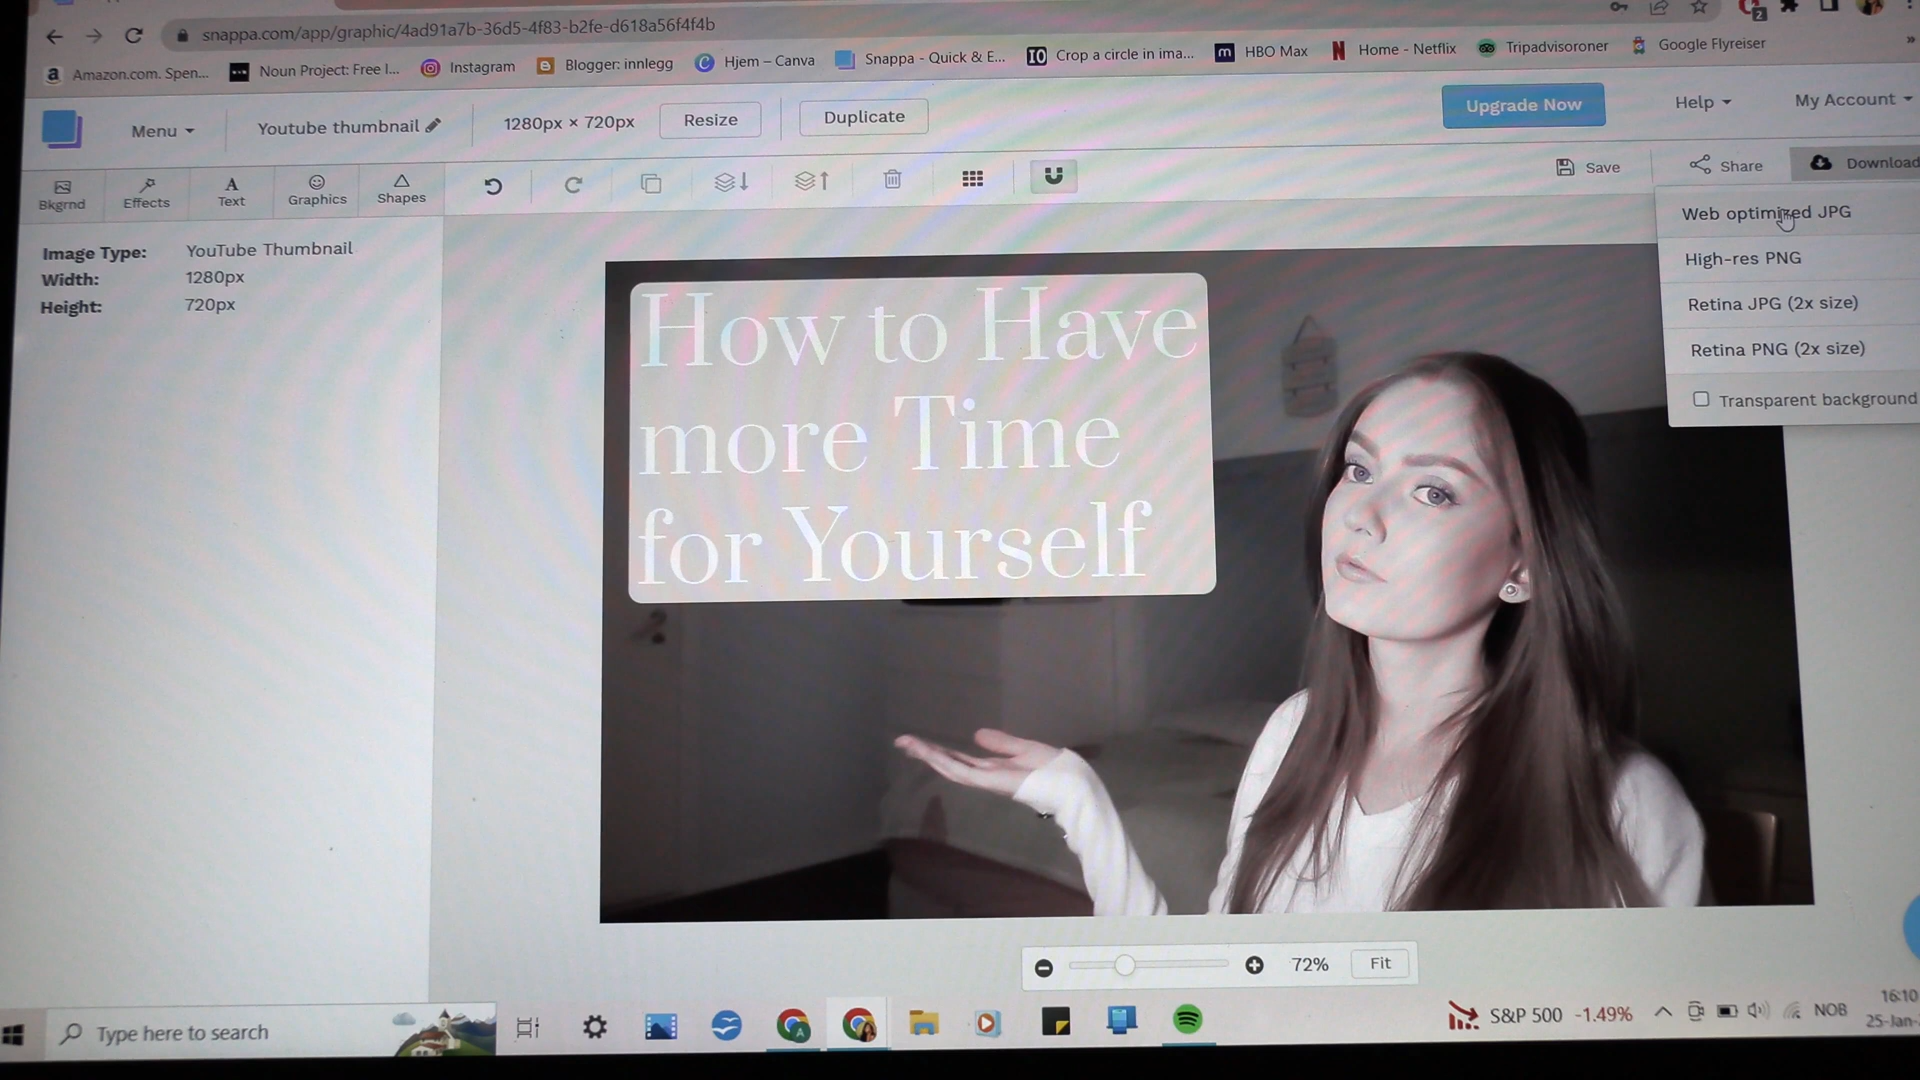 snappa.com/app/graphic/4ad91a7b-36d5-4f83-b2fe-d618a56f4f4b
2
Amazon.com. Spen... Noun Project: Free I... Instagram Blogger: innlegg Hjem – Canva Snappa - Quick & E... Crop a circle in ima... HBO Max Home - Netflix Tripadvisoroner Google Flyreiser »
Menu Youtube thumbnail 1280px × 720px Resize Duplicate Upgrade Now Help My Account
Bkgrnd Effects Text Graphics Shapes Save Share Download
Image Type: YouTube Thumbnail
Width: 1280px
Height: 720px
Web optimized JPG
High-res PNG
Retina JPG (2x size)
Retina PNG (2x size)
Transparent background
How to Have
more Time
for Yourself
72% Fit
Type here to search
S&P 500 -1.49% NOB
16:10
25-Jan-